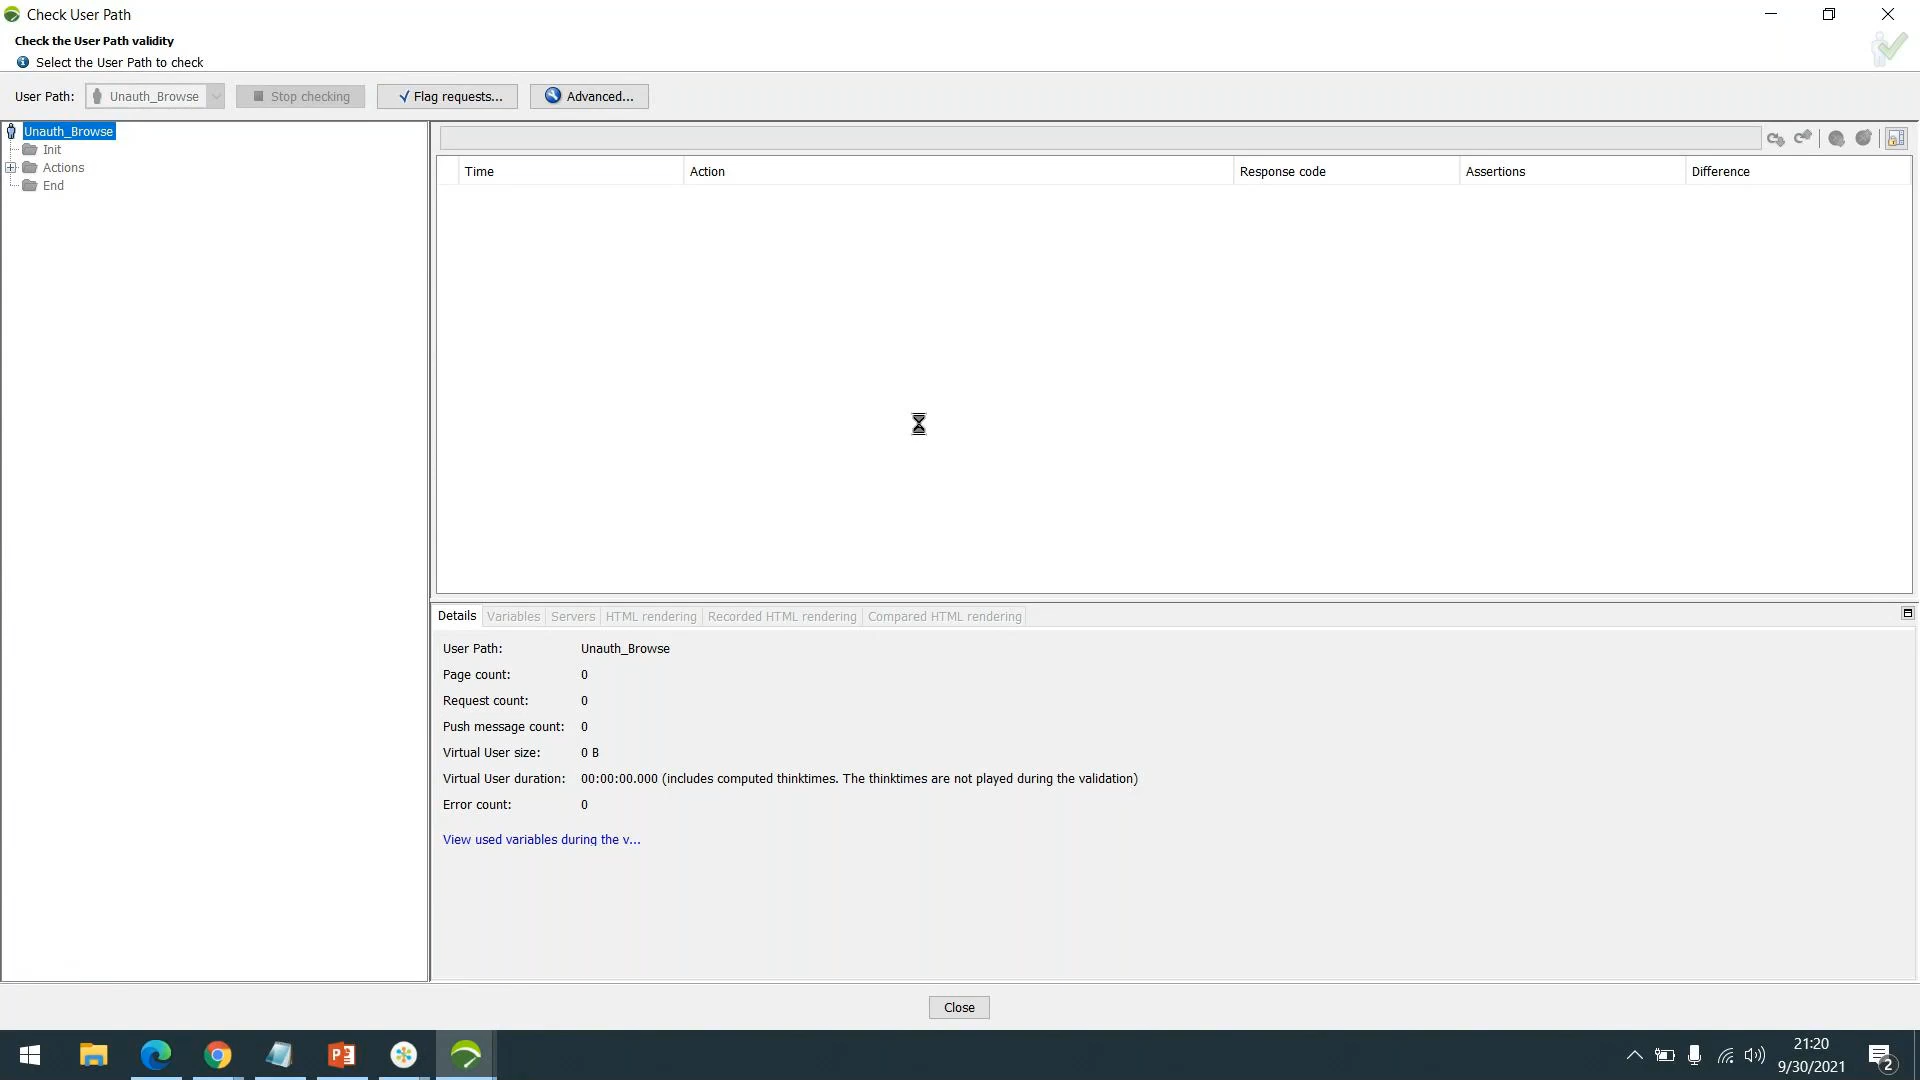 Check User Path
Check the User Path validity
Select the User Path to check
User Path: Unauth_Browse Stop checking Flag requests... Advanced...
Unauth_Browse
Init
Actions
End
Time Action Response code Assertions Difference
Details Variables Servers HTML rendering Recorded HTML rendering Compared HTML rendering
User Path: Unauth_Browse
Page count: 0
Request count: 0
Push message count: 0
Virtual User size: 0 B
Virtual User duration: 00:00:00.000 (includes computed thinktimes. The thinktimes are not played during the validation)
Error count: 0
View used variables during the v...
Close
21:20
9/30/2021
2